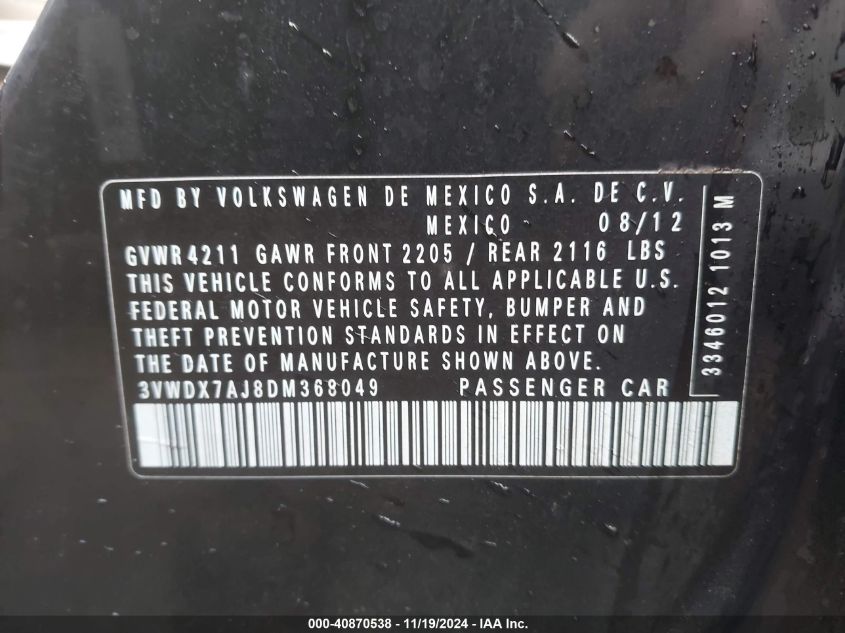 MFD BY VOLKSWAGEN DE MEXICO S.A. DE C.V.
MEXICO 08/12
GVWR 4211 GAWR FRONT 2205 / REAR 2116 LBS
THIS VEHICLE CONFORMS TO ALL APPLICABLE U.S.
FEDERAL MOTOR VEHICLE SAFETY, BUMPER AND
THEFT PREVENTION STANDARDS IN EFFECT ON
THE DATE OF MANUFACTURE SHOWN ABOVE.
3VWDX7AJ8DM368049 PASSENGER CAR
3346012 1013 M
000-40870538 - 11/19/2024 - IAA Inc.